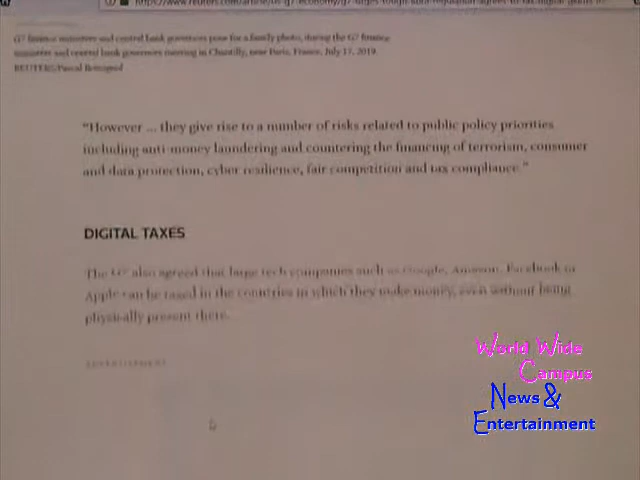 G7 finance ministers and central bank governors pose for a family photo, during the G7 finance
ministers and central bank governors meeting in Chantilly, near Paris, France, July 17, 2019.
REUTERS/Pascal Rossignol
"However ... they give rise to a number of risks related to public policy priorities
including anti-money laundering and countering the financing of terrorism, consumer
and data protection, cyber resilience, fair competition and tax compliance."
DIGITAL TAXES
The G7 also agreed that large tech companies such as Google, Amazon, Facebook or
Apple can be taxed in the countries in which they make money, even without being
physically present there.
ADVERTISEMENT
World Wide
Campus
News &
Entertainment